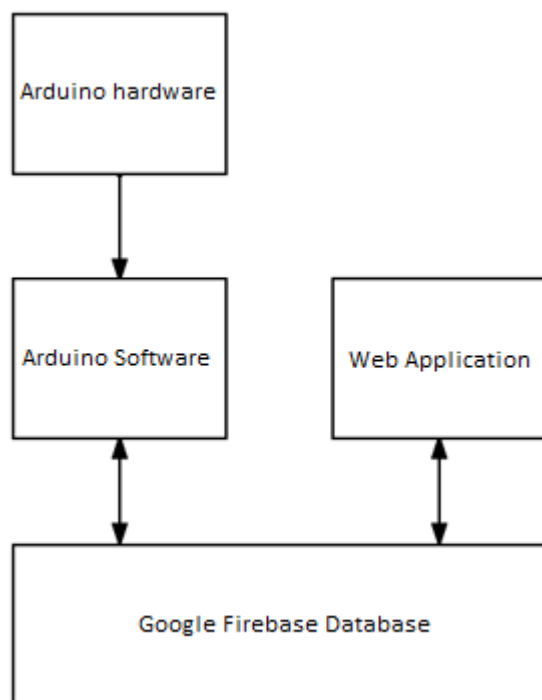 Arduino hardware
Arduino Software
Web Application
Google Firebase Database